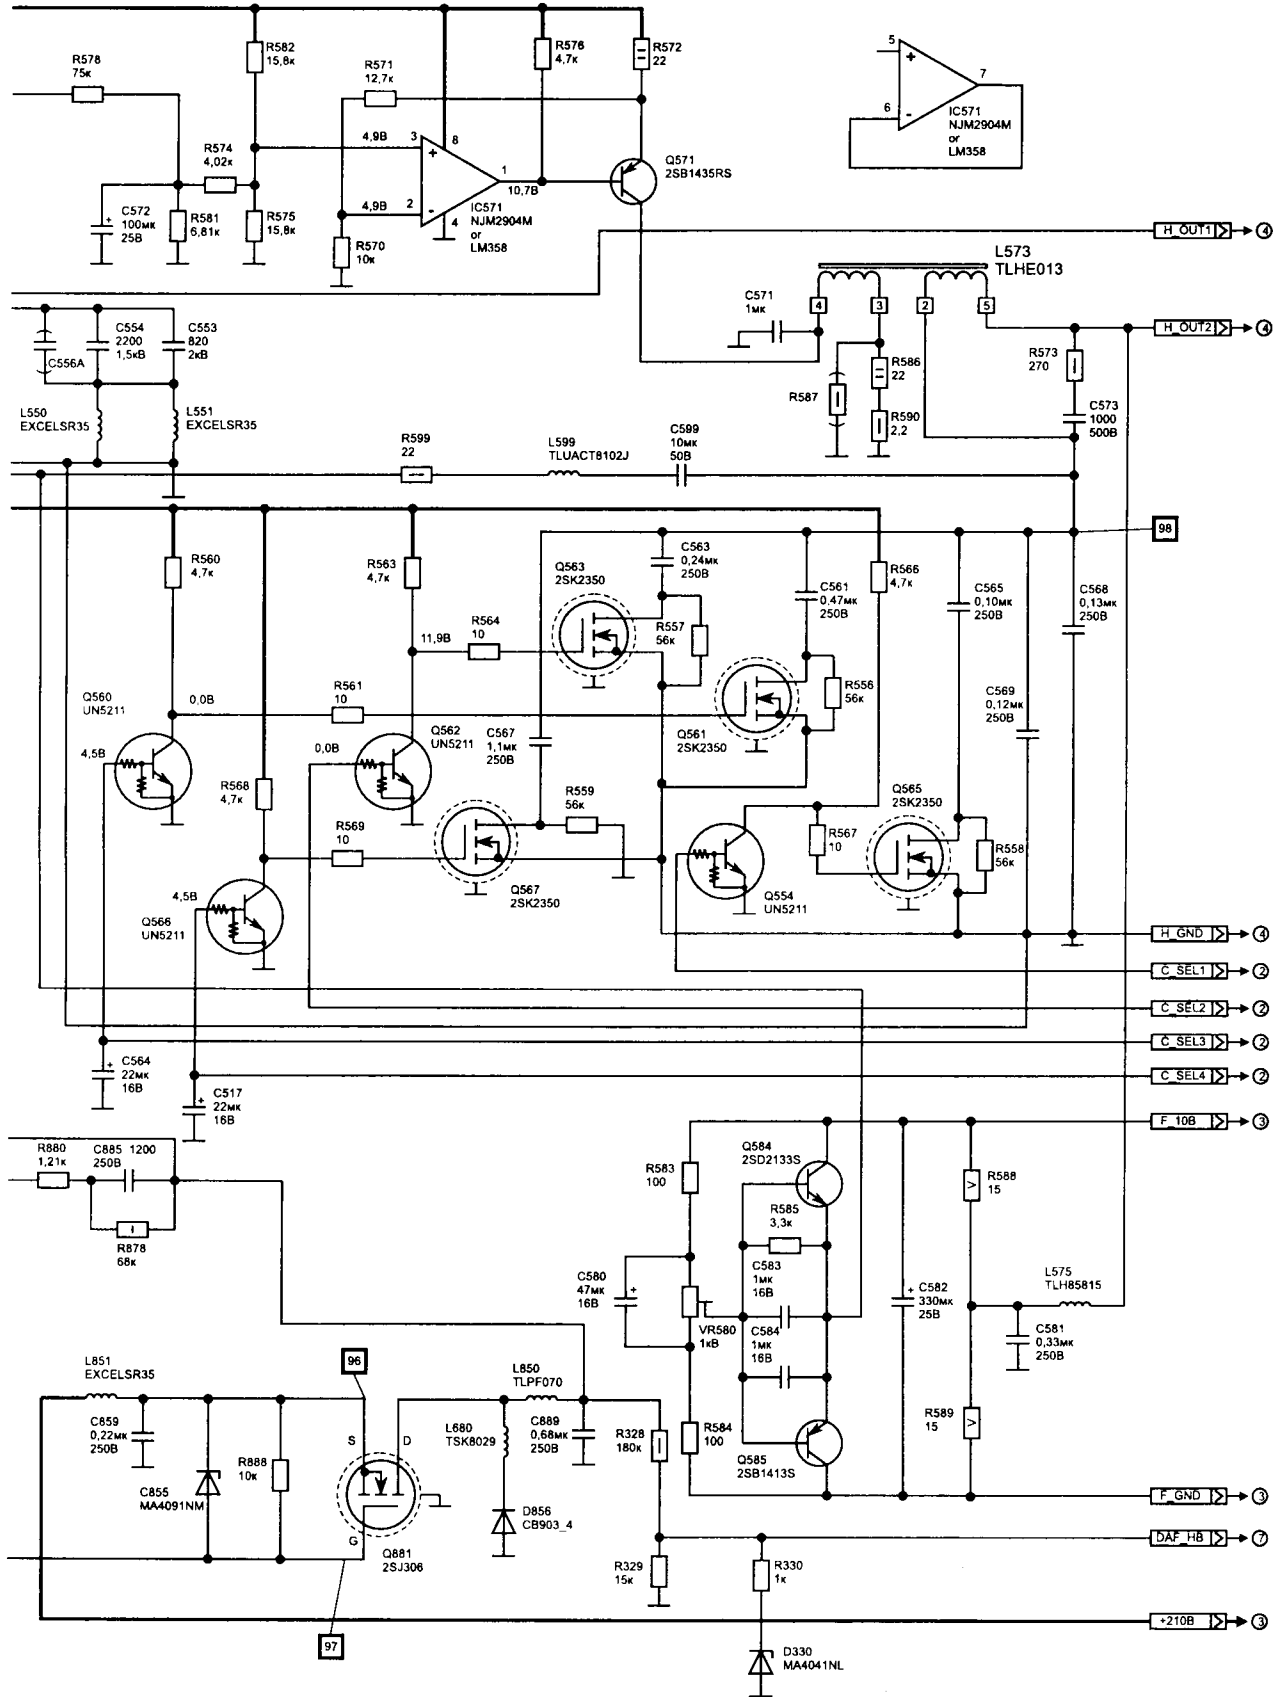 R578
75к
R582
15,8к
R571
12,7к
R576
4,7к
R572
22
5
+
7
6
-
IC571
NJM2904M
or
LM358
R574
4,02к
4,9В
3
8
+
1
10,7В
Q571
2SB1435RS
C572
100мк
25В
+
R581
6,81к
R575
15,8к
4,9В
2
-
4
IC571
NJM2904M
or
LM358
R570
10к
H_OUT1
4
L573
TLHE013
C571
1мк
4
3
2
5
H_OUT2
4
C556A
C554
2200
1,5кВ
C553
820
2кВ
R573
270
R586
22
R587
R590
2,2
C573
1000
500В
L550
EXCELSR35
L551
EXCELSR35
R599
22
L599
TLUACT8102J
C599
10мк
50В
98
R560
4,7к
R563
4,7к
Q563
2SK2350
C563
0,24мк
250В
C561
0,47мк
250В
R566
4,7к
C565
0,10мк
250В
C568
0,13мк
250В
R564
10
11,9В
R557
56к
Q560
UN5211
0,0В
R561
10
R556
56к
C569
0,12мк
250В
Q562
UN5211
C567
1,1мк
250В
Q561
2SK2350
4,5В
0,0В
R568
4,7к
R559
56к
Q565
2SK2350
R569
10
R567
10
R558
56к
Q567
2SK2350
Q554
UN5211
4,5В
Q566
UN5211
H_GND
4
C_SEL1
2
C_SEL2
2
C_SEL3
2
C_SEL4
2
+
C564
22мк
16В
+
C517
22мк
16В
F_10В
3
R880
1,21к
C885 1200
250В
R878
68к
R583
100
Q584
2SD2133S
R588
15
R585
3,3к
C583
1мк
16В
C580
47мк
16В
+
VR580
1кВ
C584
1мк
16В
+
C582
330мк
25В
L575
TLH85815
C581
0,33мк
250В
L851
EXCELSR35
96
L850
TLPF070
C859
0,22мк
250В
S
D
L680
TSK8029
C889
0,68мк
250В
R328
180к
R584
100
R589
15
Q585
2SB1413S
R888
10к
C855
MA4091NM
G
Q881
2SJ306
D856
CB903_4
F_GND
3
DAF_HB
7
R329
15к
R330
1к
+210В
3
97
D330
MA4041NL